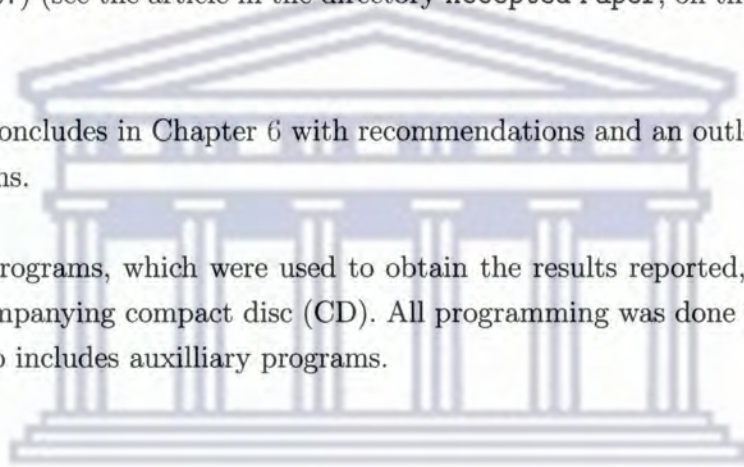 (see the article in the directory Accepted Paper, on th
oncludes in Chapter 6 with recommendations and an outl
ns.
rograms, which were used to obtain the results reported,
mpanying compact disc (CD). All programming was done
o includes auxilliary programs.